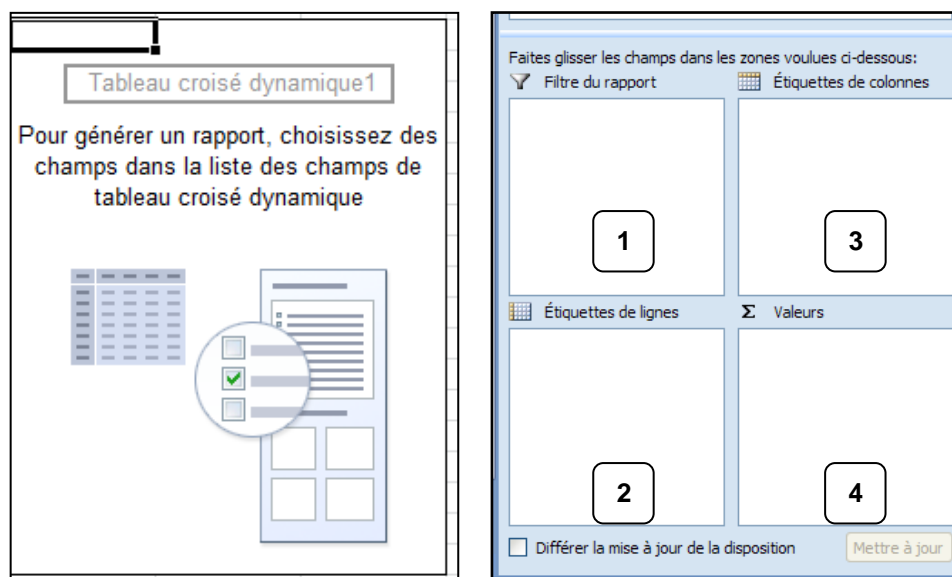 Tableau croisé dynamique1
Pour générer un rapport, choisissez des
champs dans la liste des champs de
tableau croisé dynamique
Faites glisser les champs dans les zones voulues ci-dessous:
Filtre du rapport
Étiquettes de colonnes
1
3
Étiquettes de lignes
Σ Valeurs
2
4
Différer la mise à jour de la disposition
Mettre à jour